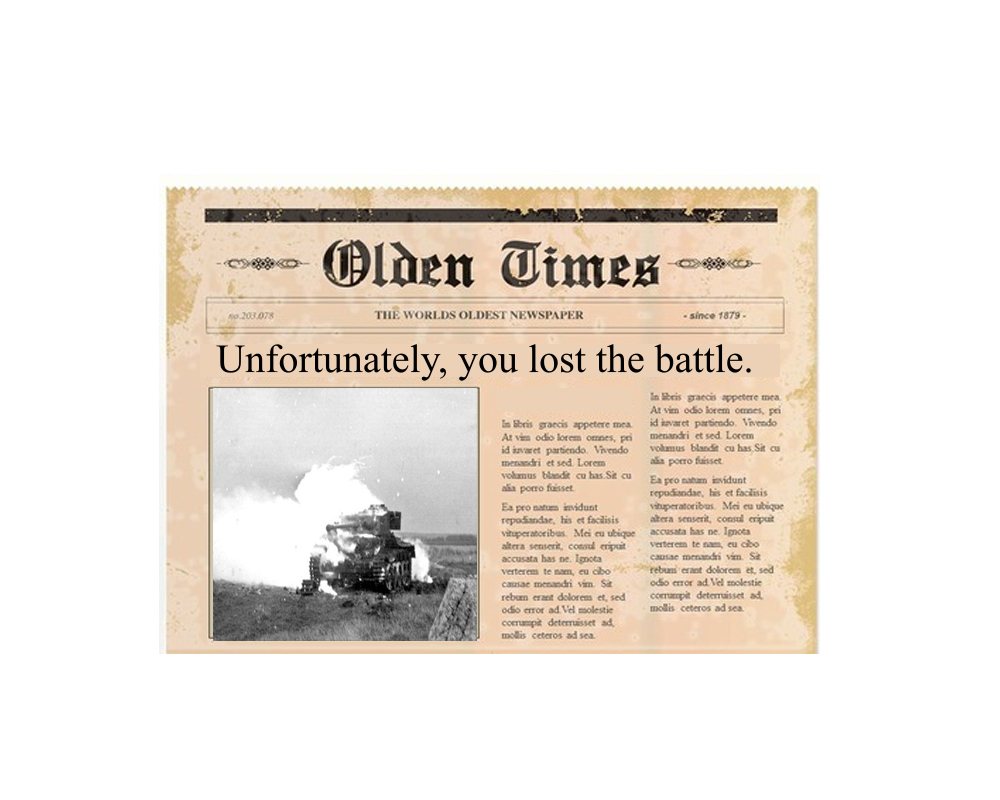 Olden Times
no.203.078 THE WORLDS OLDEST NEWSPAPER - since 1879 -
Unfortunately, you lost the battle.
In libris graecis appetere mea.
At vim odio lorem omnes, pri
id iuvaret partiendo. Vivendo
menandri et sed. Lorem
volumus blandit cu has.Sit cu
alia porro fuisset.
Ea pro natum invidunt
repudiandae, his et facilisis
vituperatoribus. Mei eu ubique
altera senserit, consul eripuit
accusata has ne. Ignota
verterem te nam, eu cibo
causae menandri vim. Sit
rebum erant dolorem et, sed
odio error ad.Vel molestie
corrumpit deterruisset ad,
mollis ceteros ad sea.
In libris graecis appetere mea.
At vim odio lorem omnes, pri
id iuvaret partiendo. Vivendo
menandri et sed. Lorem
volumus blandit cu has.Sit cu
alia porro fuisset.
Ea pro natum invidunt
repudiandae, his et facilisis
vituperatoribus. Mei eu ubique
altera senserit, consul eripuit
accusata has ne. Ignota
verterem te nam, eu cibo
causae menandri vim. Sit
rebum erant dolorem et, sed
odio error ad.Vel molestie
corrumpit deterruisset ad,
mollis ceteros ad sea.